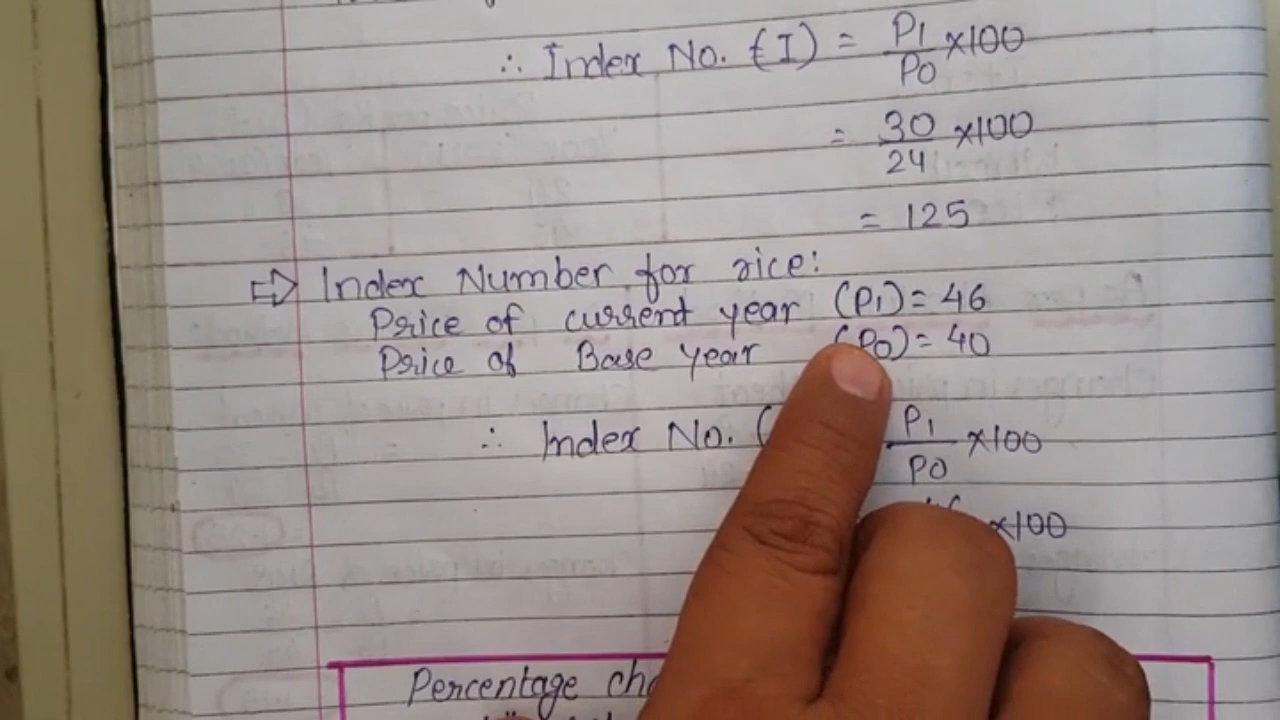 ∴ Index No. (I) = P1/P0 ×100
= 30/24 ×100
= 125
⇨ Index Number for rice:
Price of current year (P1) = 46
Price of Base year (P0) = 40
∴ Index No. ( P1/P0 ×100
×100
Percentage